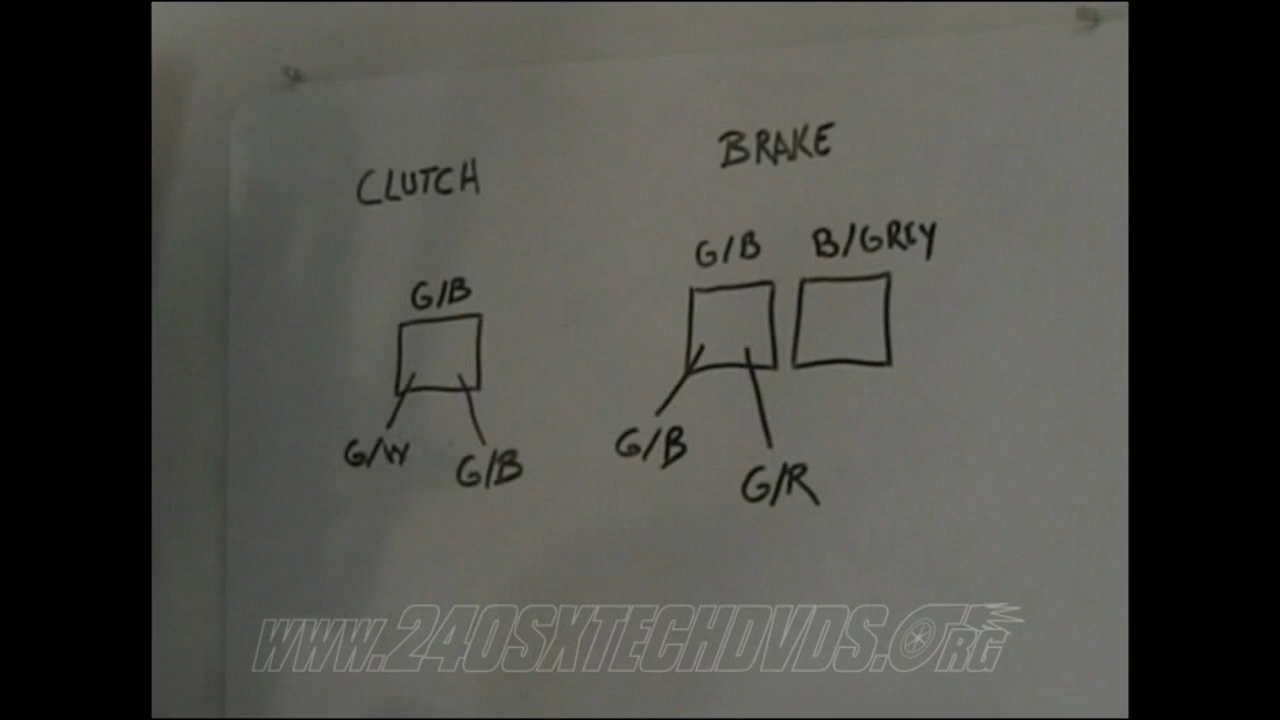 CLUTCH
G/B
G/W
G/B
BRAKE
G/B
B/GREY
G/B
G/R
WWW.240SXTECHDVDS.ORG